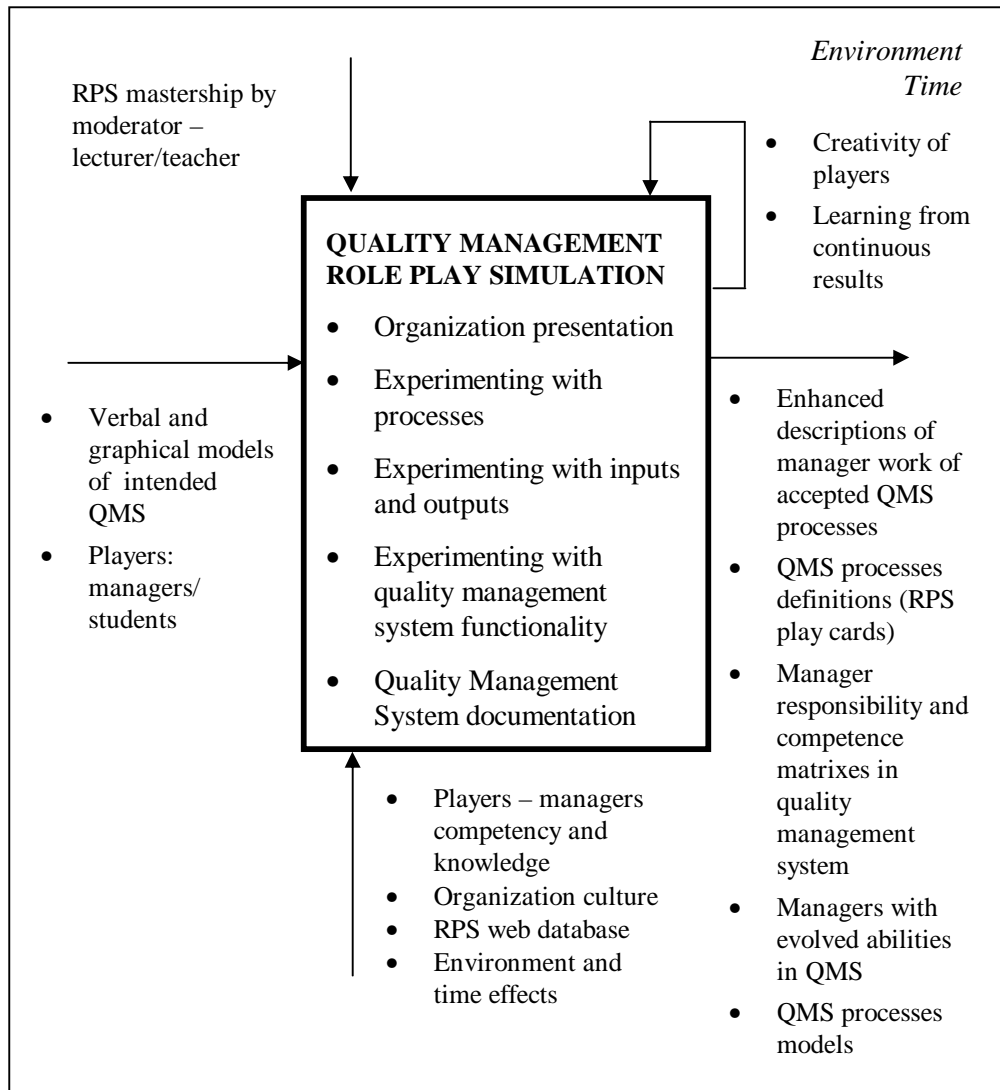 Environment
Time
RPS mastership by
moderator –
lecturer/teacher
• Creativity of
players
• Learning from
continuous
results
QUALITY MANAGEMENT
ROLE PLAY SIMULATION
• Organization presentation
• Experimenting with
processes
• Experimenting with inputs
and outputs
• Experimenting with
quality management
system functionality
• Quality Management
System documentation
• Verbal and
graphical models
of intended
QMS
• Players:
managers/
students
• Enhanced
descriptions of
manager work of
accepted QMS
processes
• QMS processes
definitions (RPS
play cards)
• Manager
responsibility and
competence
matrixes in
quality
management
system
• Managers with
evolved abilities
in QMS
• QMS processes
models
• Players – managers
competency and
knowledge
• Organization culture
• RPS web database
• Environment and
time effects